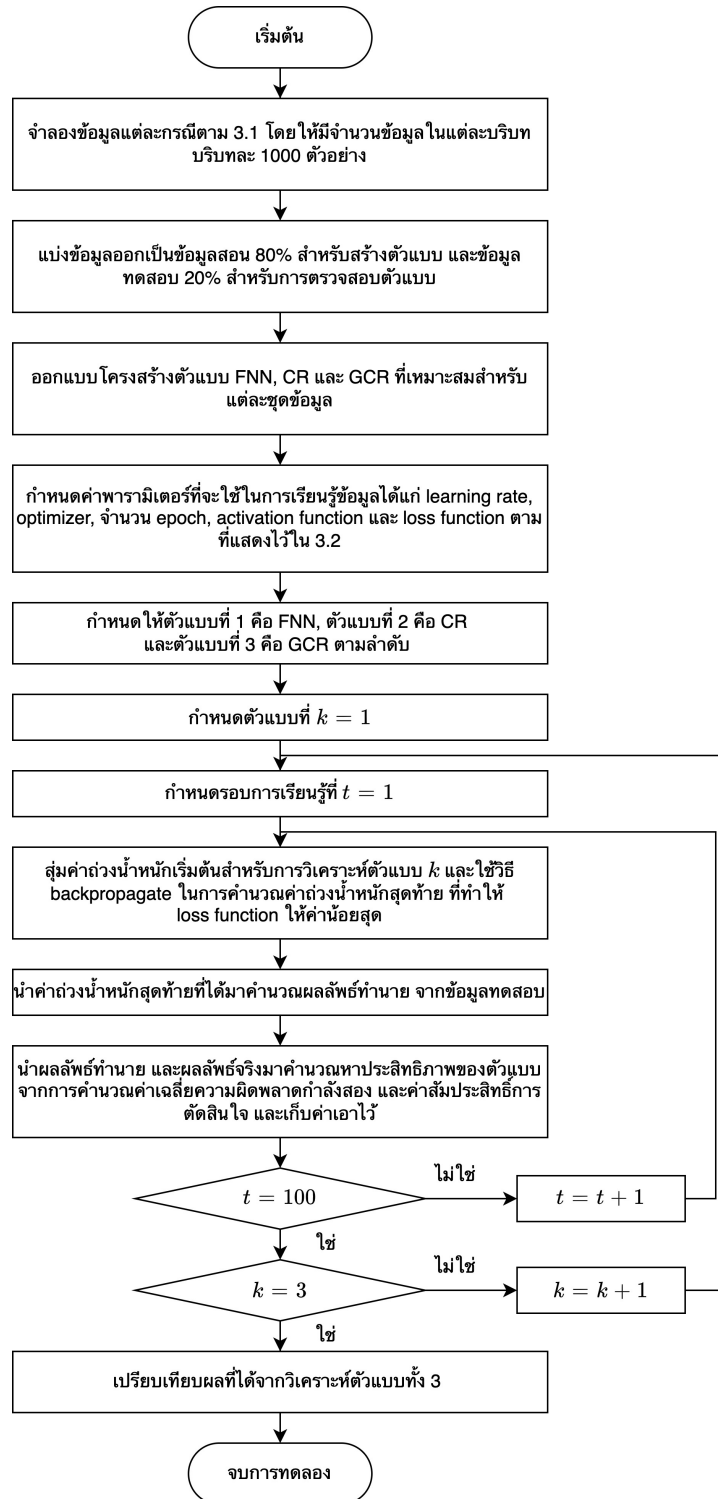 เริ่มต้น
จำลองข้อมูลแต่ละกรณีตาม 3.1 โดยให้มีจำนวนข้อมูลในแต่ละบริบท
บริบทละ 1000 ตัวอย่าง
แบ่งข้อมูลออกเป็นข้อมูลสอน 80% สำหรับสร้างตัวแบบ และข้อมูล
ทดสอบ 20% สำหรับการตรวจสอบตัวแบบ
ออกแบบโครงสร้างตัวแบบ FNN, CR และ GCR ที่เหมาะสมสำหรับ
แต่ละชุดข้อมูล
กำหนดค่าพารามิเตอร์ที่จะใช้ในการเรียนรู้ข้อมูลได้แก่ learning rate,
optimizer, จำนวน epoch, activation function และ loss function ตาม
ที่แสดงไว้ใน 3.2
กำหนดให้ตัวแบบที่ 1 คือ FNN, ตัวแบบที่ 2 คือ CR
และตัวแบบที่ 3 คือ GCR ตามลำดับ
กำหนดตัวแบบที่ k = 1
กำหนดรอบการเรียนรู้ที่ t = 1
สุ่มค่าถ่วงน้ำหนักเริ่มต้นสำหรับการวิเคราะห์ตัวแบบ k และใช้วิธี
backpropagate ในการคำนวณค่าถ่วงน้ำหนักสุดท้าย ที่ทำให้
loss function ให้ค่าน้อยสุด
นำค่าถ่วงน้ำหนักสุดท้ายที่ได้มาคำนวณผลลัพธ์ทำนาย จากข้อมูลทดสอบ
นำผลลัพธ์ทำนาย และผลลัพธ์จริงมาคำนวณหาประสิทธิภาพของตัวแบบ
จากการคำนวณค่าเฉลี่ยความผิดพลาดกำลังสอง และค่าสัมประสิทธิ์การ
ตัดสินใจ และเก็บค่าเอาไว้
t = 100
ไม่ใช่
t = t + 1
ใช่
k = 3
ไม่ใช่
k = k + 1
ใช่
เปรียบเทียบผลที่ได้จากวิเคราะห์ตัวแบบทั้ง 3
จบการทดลอง